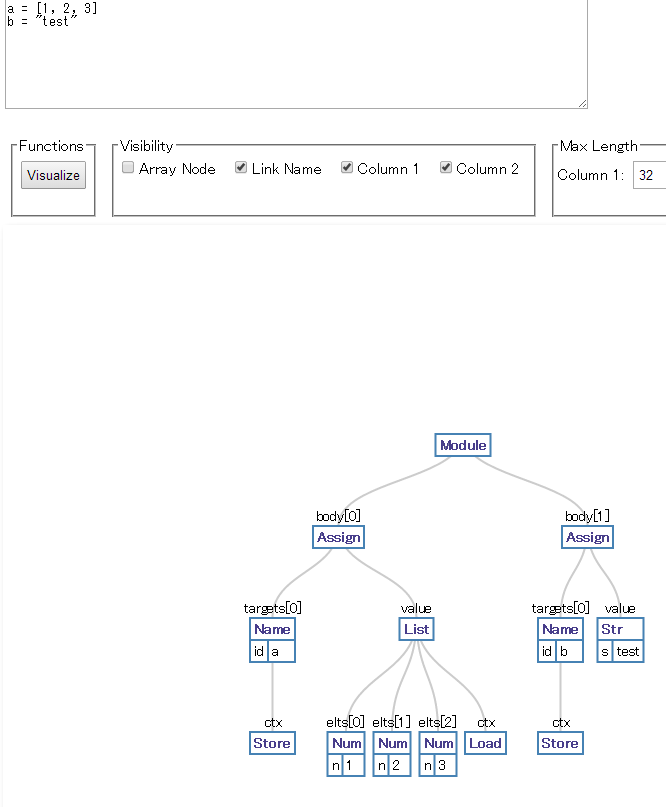 a = [1, 2, 3]
b = "test"
Functions
Visualize
Visibility
Array Node
Link Name
Column 1
Column 2
Max Length
Column 1:
32
Module
body[0]
Assign
body[1]
Assign
targets[0]
Name
id a
value
List
targets[0]
Name
id b
value
Str
s test
ctx
Store
elts[0]
Num
n 1
elts[1]
Num
n 2
elts[2]
Num
n 3
ctx
Load
ctx
Store